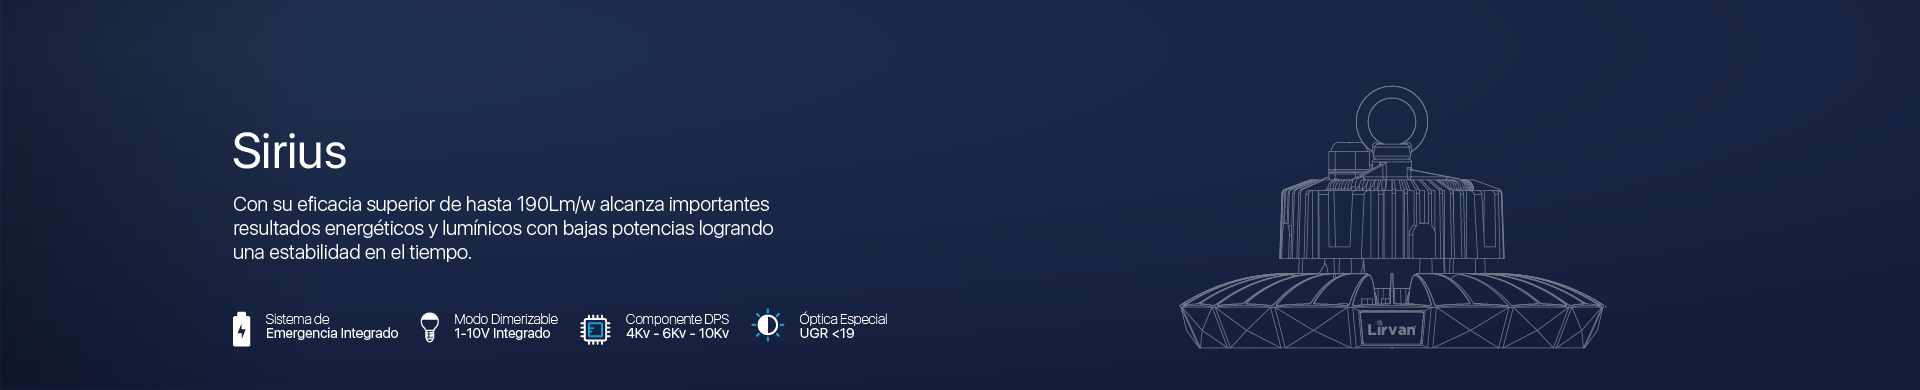 Sirius
Con su eficacia superior de hasta 190Lm/w alcanza importantes
resultados energéticos y lumínicos con bajas potencias logrando
una estabilidad en el tiempo.
Sistema de
Emergencia Integrado
Modo Dimerizable
1-10V Integrado
Componente DPS
4Kv - 6Kv - 10Kv
Óptica Especial
UGR <19
Lirvan